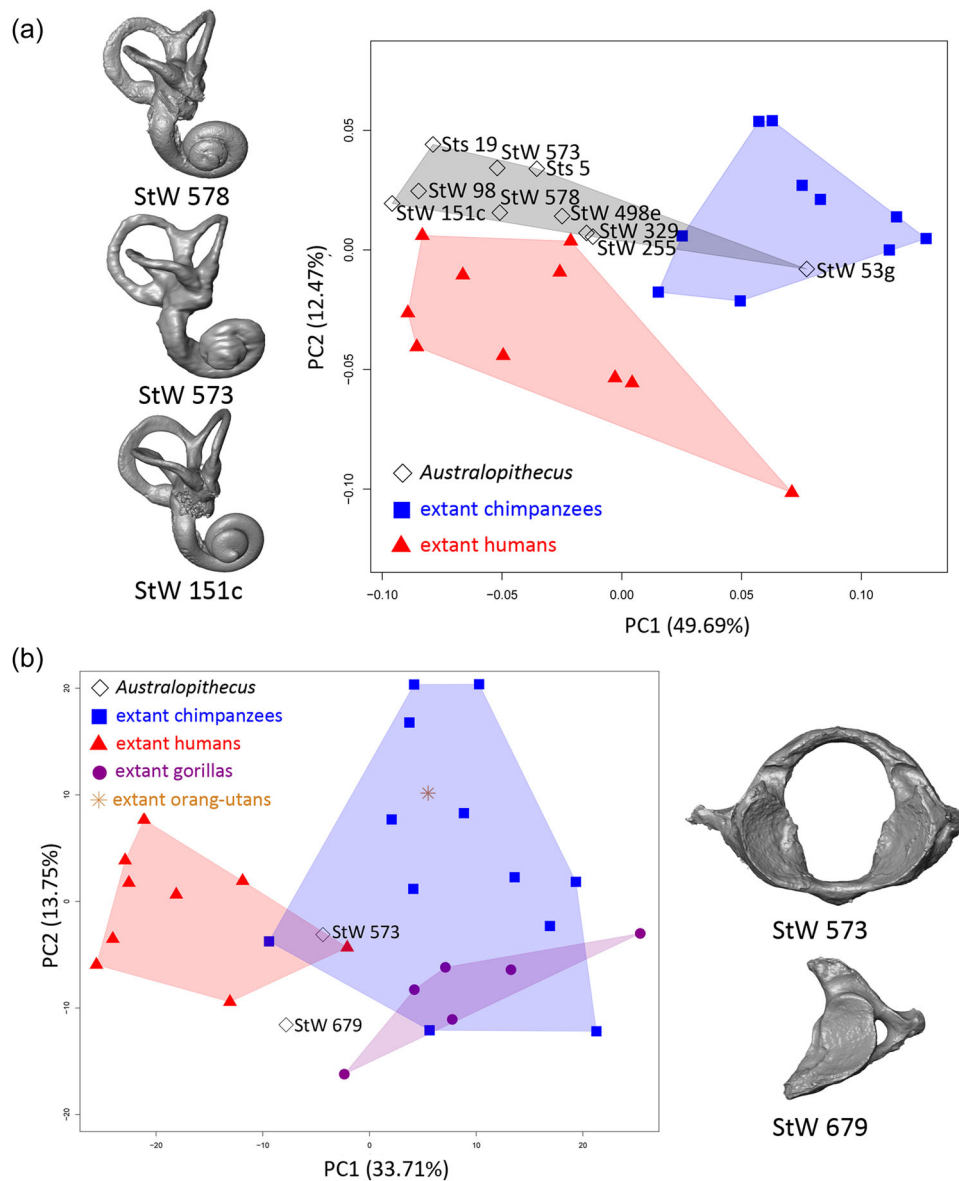 (a)
StW 578
StW 573
StW 151c
PC2 (12.47%)
0.05
0.00
-0.05
-0.10
Sts 19
StW 573
Sts 5
StW 98
StW 578
StW 151c
StW 498e
StW 329
StW 255
StW 53g
Australopithecus
extant chimpanzees
extant humans
-0.10 -0.05 0.00 0.05 0.10
PC1 (49.69%)
(b)
PC2 (13.75%)
20
10
0
-10
-20
Australopithecus
extant chimpanzees
extant humans
extant gorillas
extant orang-utans
StW 573
StW 679
-20 -10 0 10 20
PC1 (33.71%)
StW 573
StW 679